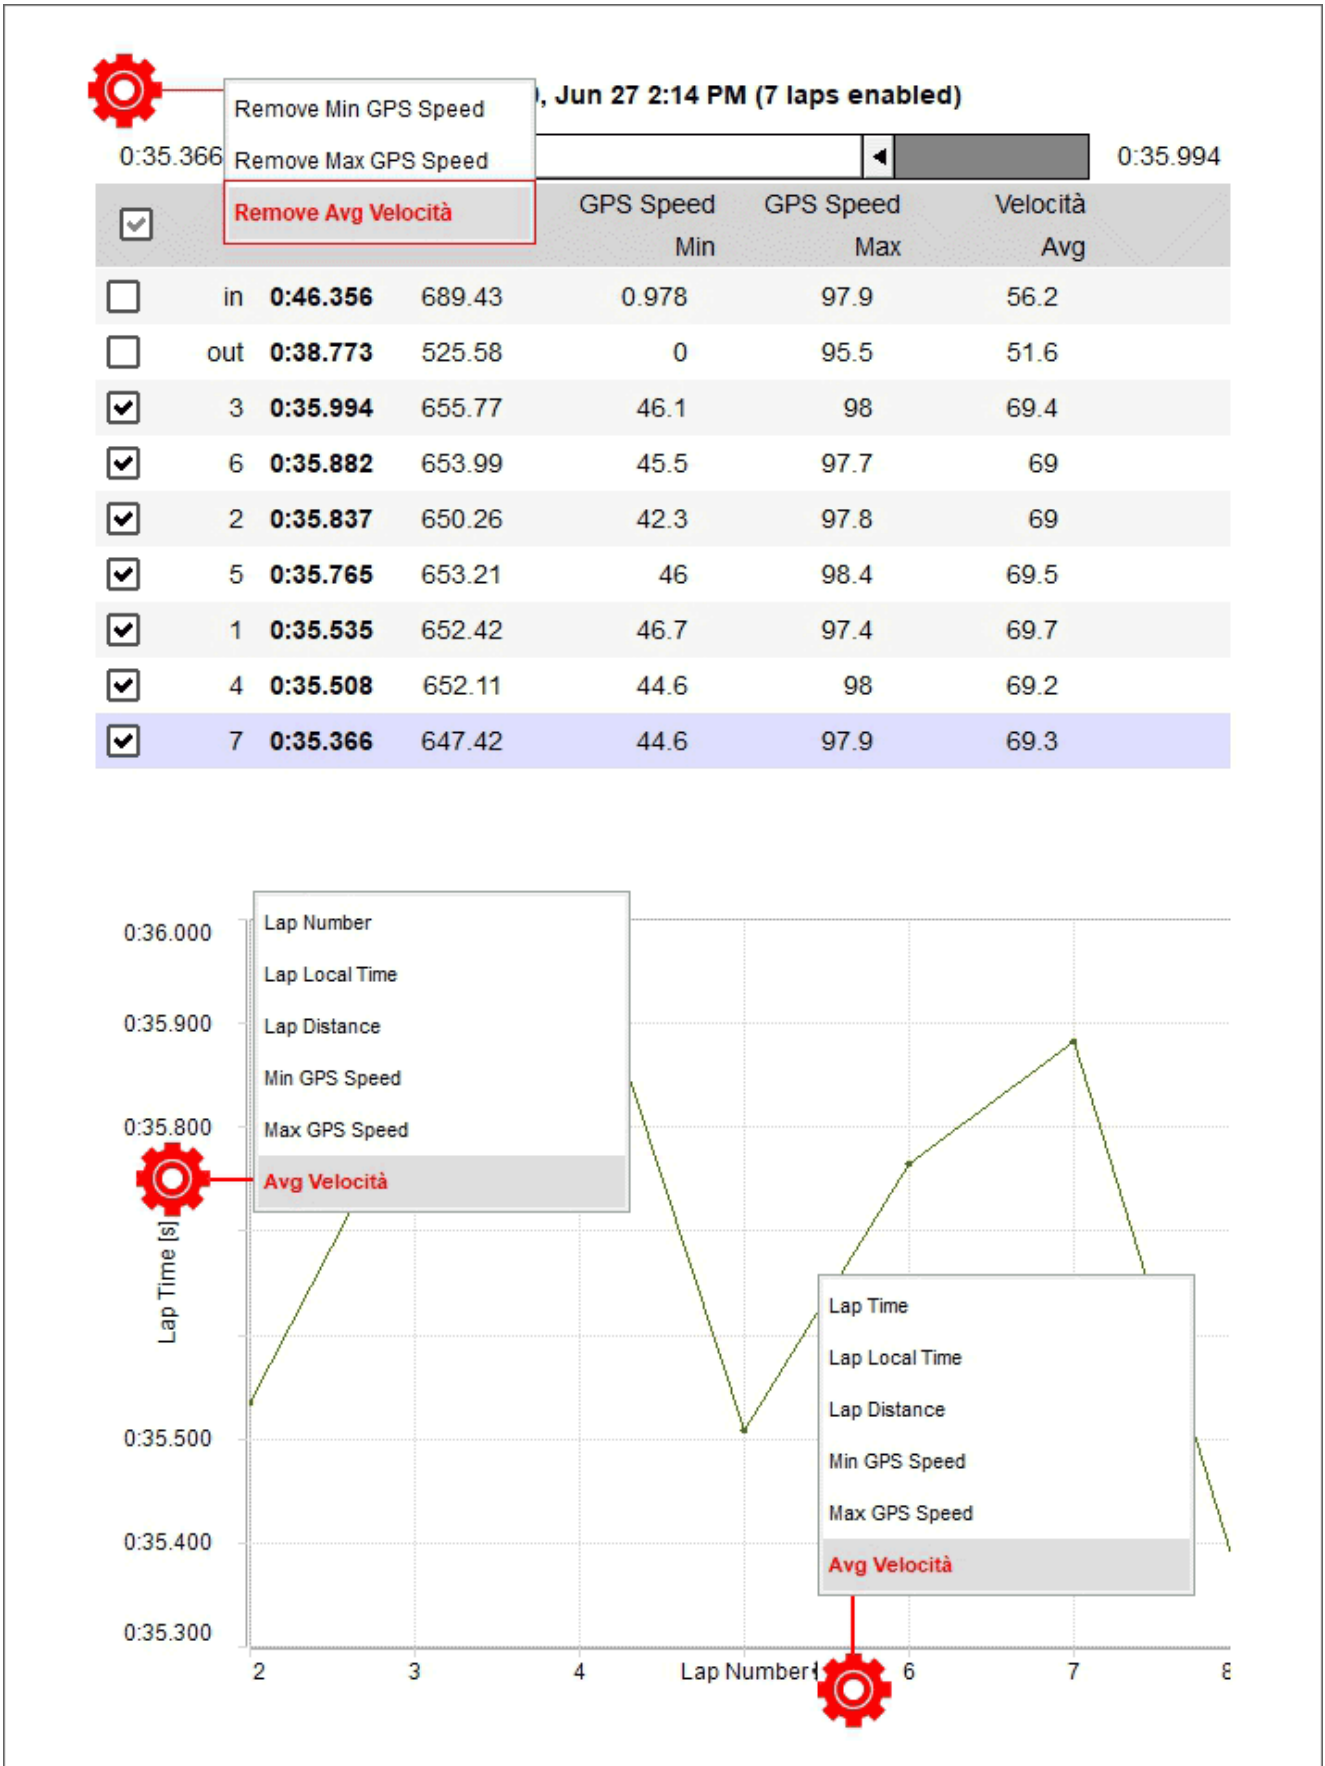 Remove Min GPS Speed
, Jun 27 2:14 PM (7 laps enabled)
0:35.366
Remove Max GPS Speed
0:35.994
Remove Avg Velocità
GPS Speed GPS Speed Velocità
Min Max Avg
in 0:46.356 689.43 0.978 97.9 56.2
out 0:38.773 525.58 0 95.5 51.6
3 0:35.994 655.77 46.1 98 69.4
6 0:35.882 653.99 45.5 97.7 69
2 0:35.837 650.26 42.3 97.8 69
5 0:35.765 653.21 46 98.4 69.5
1 0:35.535 652.42 46.7 97.4 69.7
4 0:35.508 652.11 44.6 98 69.2
7 0:35.366 647.42 44.6 97.9 69.3
Lap Number
Lap Local Time
Lap Distance
Min GPS Speed
Max GPS Speed
Avg Velocità
0:36.000
0:35.900
0:35.800
0:35.500
0:35.400
0:35.300
Lap Time [s]
Lap Time
Lap Local Time
Lap Distance
Min GPS Speed
Max GPS Speed
Avg Velocità
2 3 4 Lap Number 6 7 8